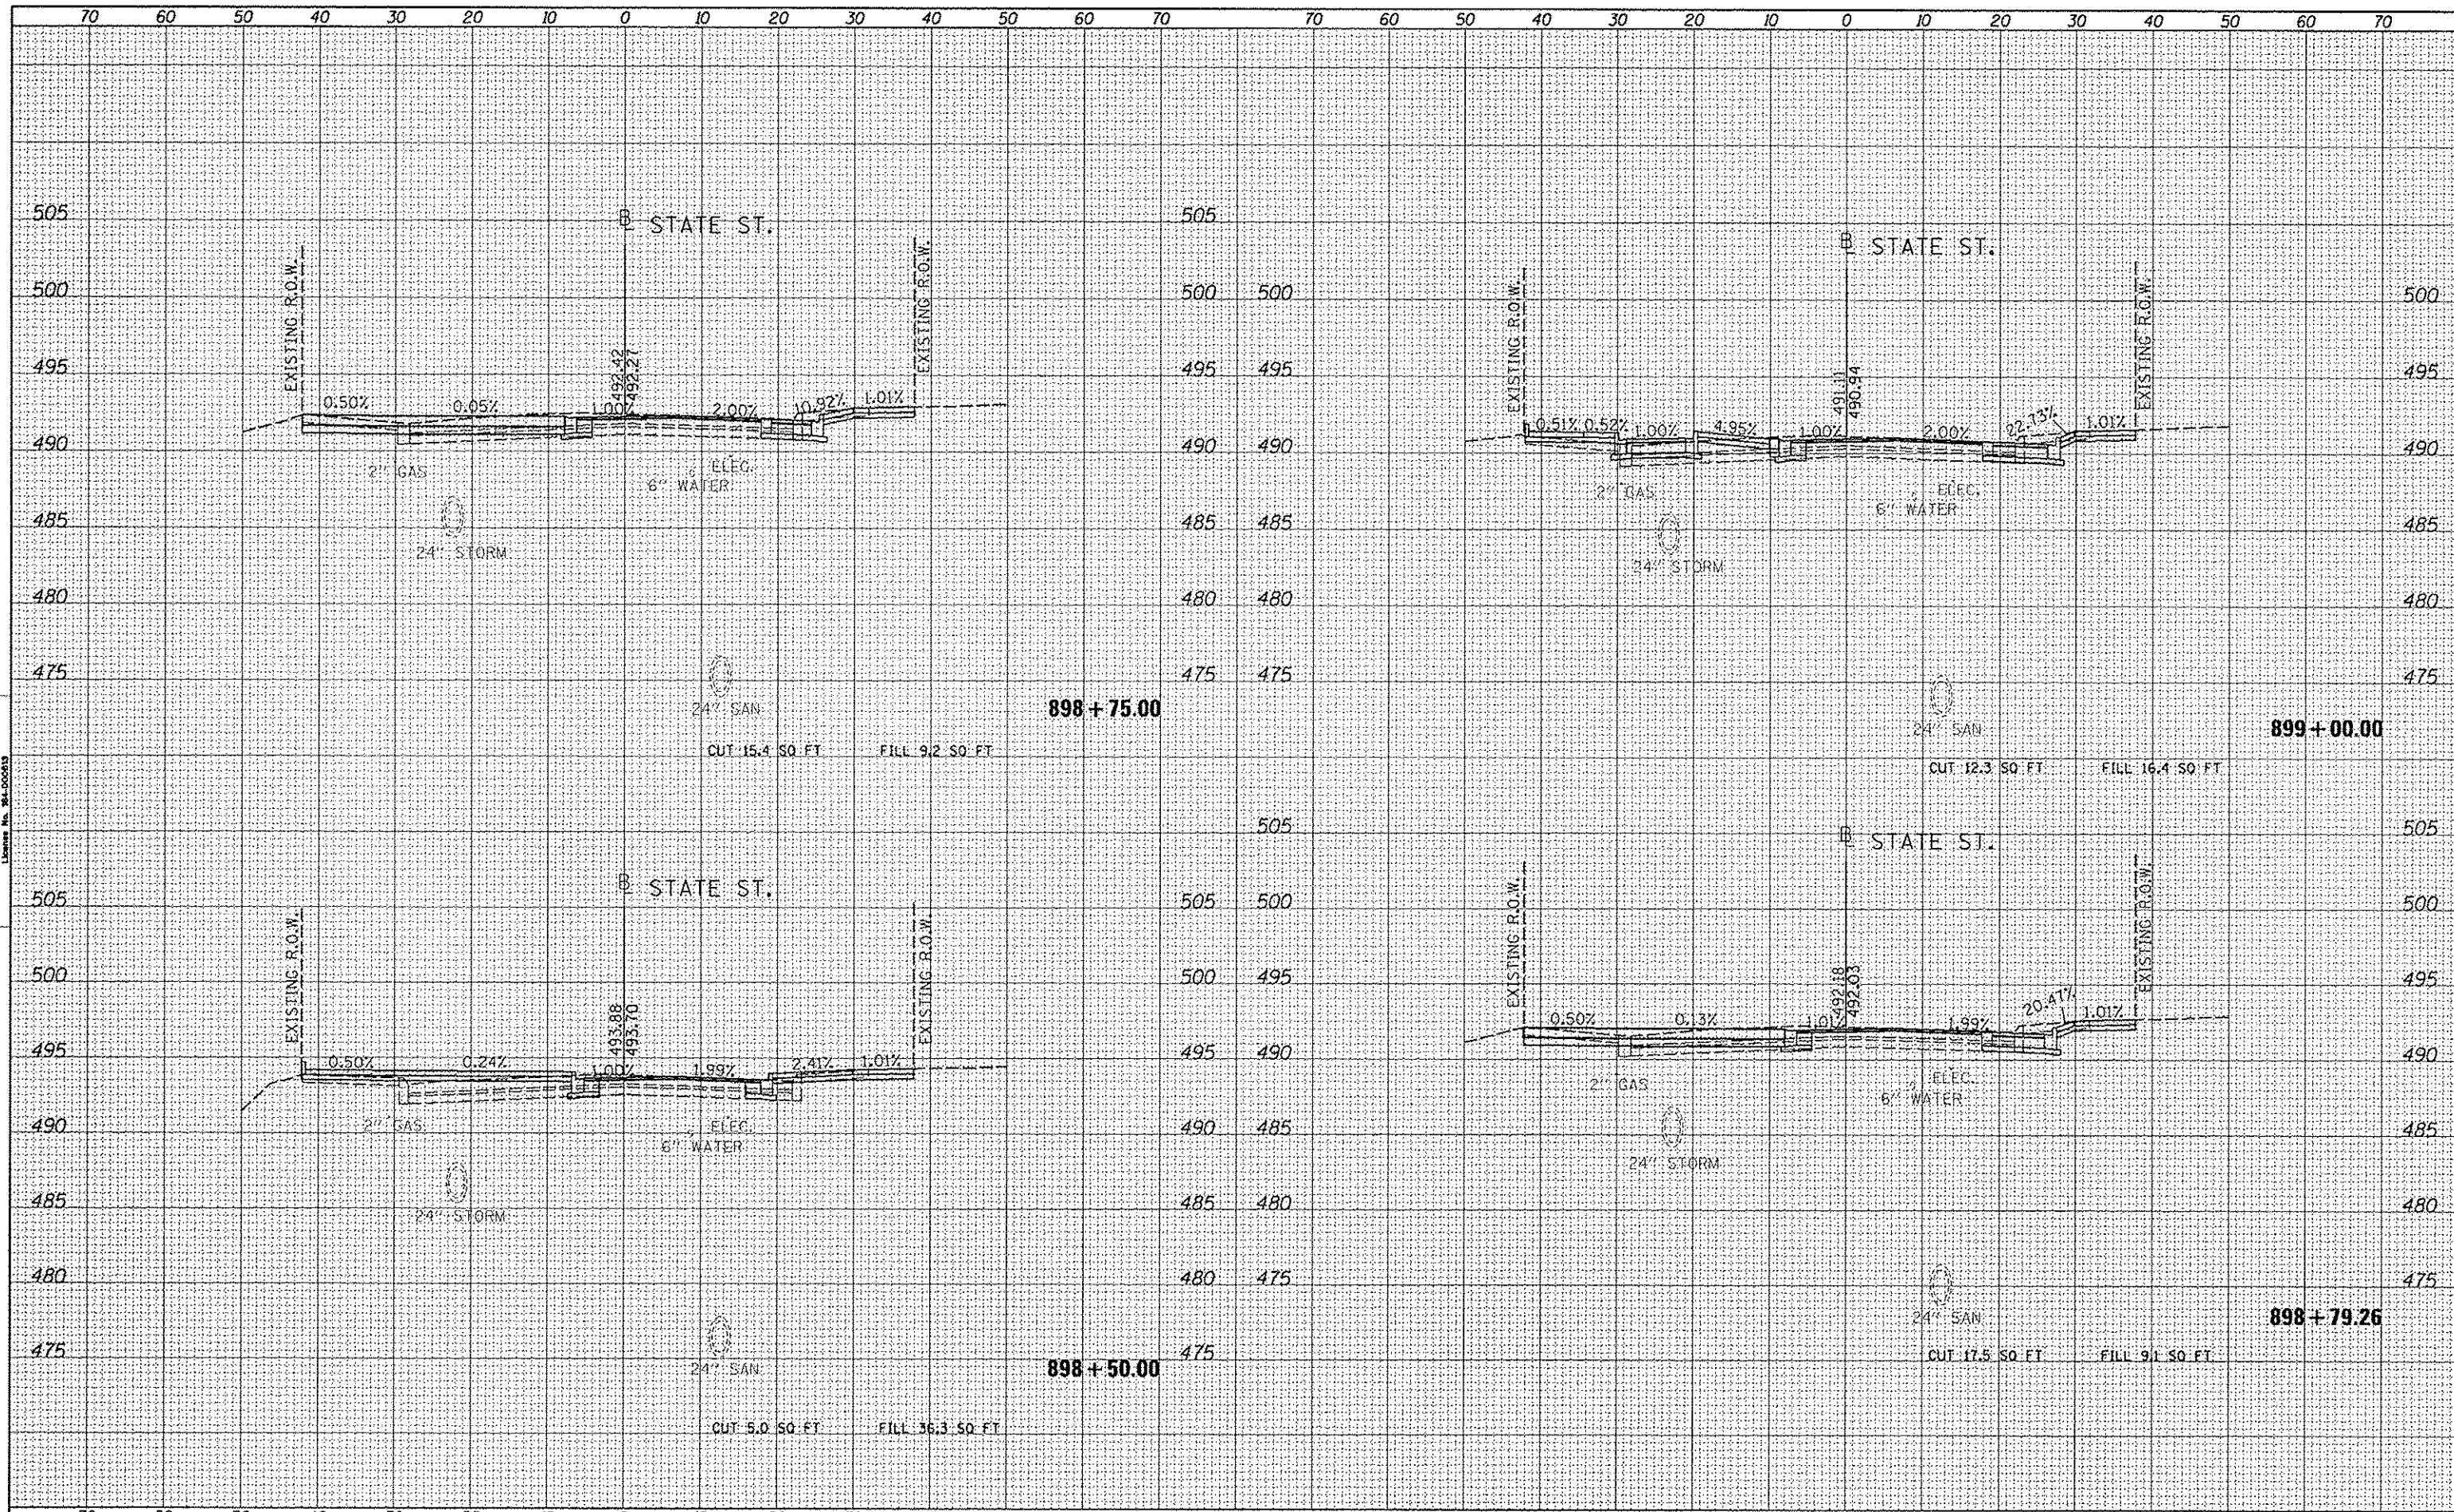 70 60 50 40 30 20 10 0 10 20 30 40 50 60 70 70 60 50 40 30 20 10 0 10 20 30 40 50 60 70
505
500
495
490
485
480
475
℄ STATE ST.
EXISTING R.O.W.
EXISTING R.O.W.
492.42
492.27
0.50% 0.05% 1.00% 2.00% 10.92% 1.01%
2" GAS
ELEC.
6" WATER
24" STORM
24" SAN
898+75.00
CUT 15.4 SQ FT FILL 9.2 SQ FT
505
500
495
490
485
480
475
500
495
490
485
480
475
℄ STATE ST.
EXISTING R.O.W.
EXISTING R.O.W.
491.11
490.94
0.51% 0.52% 1.00% 4.95% 1.00% 2.00% 22.73% 1.01%
2" GAS
ELEC.
6" WATER
24" STORM
24" SAN
899+00.00
CUT 12.3 SQ FT FILL 16.4 SQ FT
500
495
490
485
480
475
License No. 184-000613
505
500
495
490
485
480
475
℄ STATE ST.
EXISTING R.O.W.
EXISTING R.O.W.
493.88
493.70
0.50% 0.24% 1.00% 1.99% 2.41% 1.01%
2" GAS
ELEC.
6" WATER
24" STORM
24" SAN
898+50.00
CUT 5.0 SQ FT FILL 36.3 SQ FT
505
500
495
490
485
480
475
505
500
495
490
485
480
475
℄ STATE ST.
EXISTING R.O.W.
EXISTING R.O.W.
492.18
492.03
0.50% 0.13% 1.01% 1.99% 20.47% 1.01%
2" GAS
ELEC.
6" WATER
24" STORM
24" SAN
898+79.26
CUT 17.5 SQ FT FILL 9.1 SQ FT
505
500
495
490
485
480
475